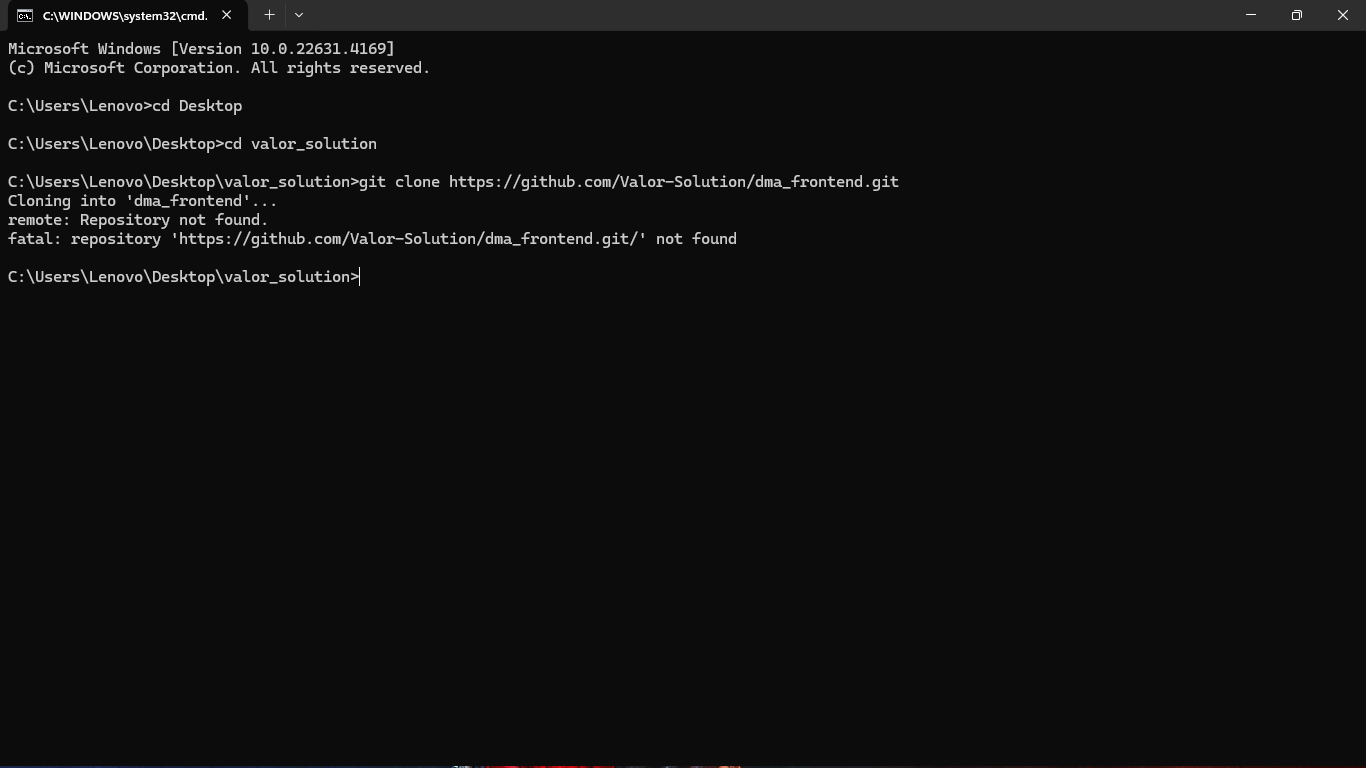 C:\WINDOWS\system32\cmd.
Microsoft Windows [Version 10.0.22631.4169]
(c) Microsoft Corporation. All rights reserved.
C:\Users\Lenovo>cd Desktop
C:\Users\Lenovo\Desktop>cd valor_solution
C:\Users\Lenovo\Desktop\valor_solution>git clone https://github.com/Valor-Solution/dma_frontend.git
Cloning into 'dma_frontend'...
remote: Repository not found.
fatal: repository 'https://github.com/Valor-Solution/dma_frontend.git/' not found
C:\Users\Lenovo\Desktop\valor_solution>